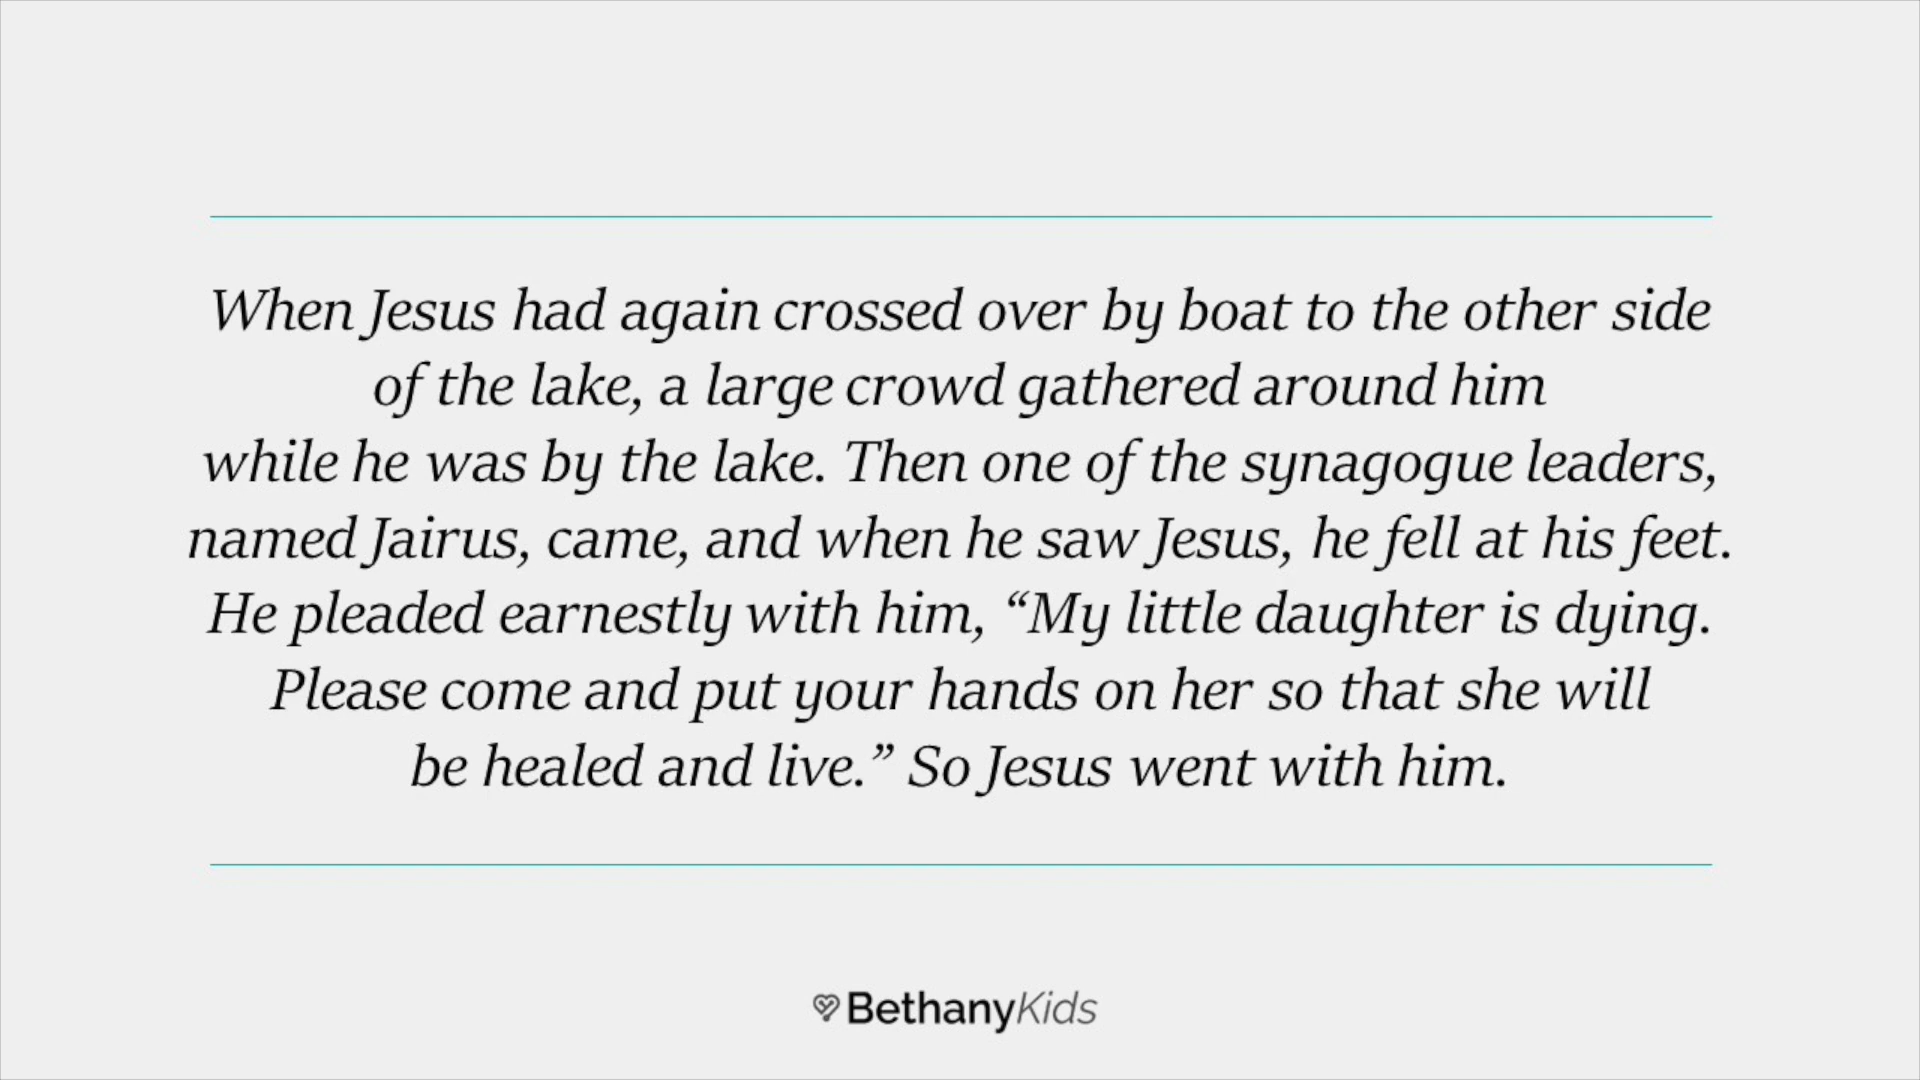 When Jesus had again crossed over by boat to the other side
of the lake, a large crowd gathered around him
while he was by the lake. Then one of the synagogue leaders,
named Jairus, came, and when he saw Jesus, he fell at his feet.
He pleaded earnestly with him, “My little daughter is dying.
Please come and put your hands on her so that she will
be healed and live.” So Jesus went with him.
BethanyKids